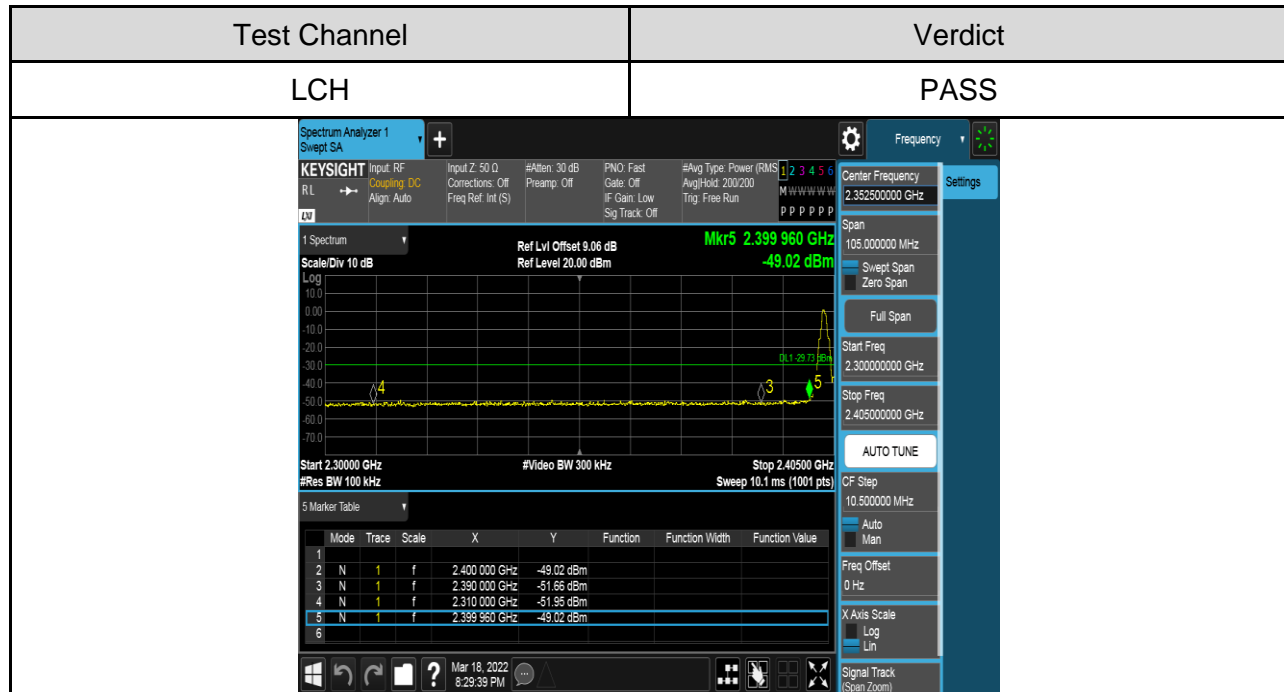 Test Channel Verdict
LCH PASS
Spectrum Analyzer 1
Swept SA
+
Frequency
KEYSIGHT Input: RF Input Z: 50 Ω #Atten: 30 dB PNO: Fast #Avg Type: Power (RMS 1 2 3 4 5 6
RL Coupling: DC Corrections: Off Preamp: Off Gate: Off Avg|Hold: 200/200 M W W W W W
Align: Auto Freq Ref: Int (S) IF Gain: Low Trig: Free Run
LXI Sig Track: Off P P P P P P
Center Frequency
2.352500000 GHz
Settings
1 Spectrum
Ref Lvl Offset 9.06 dB Mkr5 2.399 960 GHz
Scale/Div 10 dB Ref Level 20.00 dBm -49.02 dBm
Log
10.0
0.00
-10.0
-20.0
DL1 -29.73 dBm
-30.0
-40.0
4 3 5
-50.0
-60.0
-70.0
Start 2.30000 GHz #Video BW 300 kHz Stop 2.40500 GHz
#Res BW 100 kHz Sweep 10.1 ms (1001 pts)
Span
105.000000 MHz
Swept Span
Zero Span
Full Span
Start Freq
2.300000000 GHz
Stop Freq
2.405000000 GHz
AUTO TUNE
CF Step
10.500000 MHz
Auto
Man
Freq Offset
0 Hz
X Axis Scale
Log
Lin
Signal Track
(Span Zoom)
5 Marker Table
Mode Trace Scale X Y Function Function Width Function Value
1
2 N 1 f 2.400 000 GHz -49.02 dBm
3 N 1 f 2.390 000 GHz -51.66 dBm
4 N 1 f 2.310 000 GHz -51.95 dBm
5 N 1 f 2.399 960 GHz -49.02 dBm
6
? Mar 18, 2022
8:29:39 PM